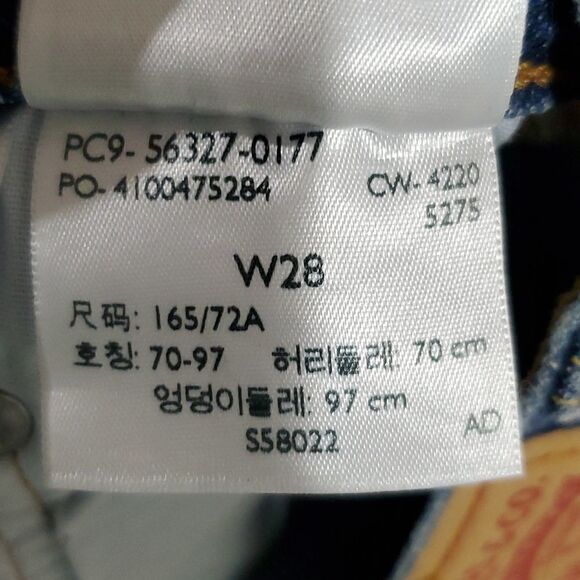 PC9- 56327-0177
PO- 4100475284 CW- 4220
5275
W28
尺码: 165/72A
호칭: 70-97 허리둘레: 70 cm
엉덩이둘레: 97 cm
S58022 AD